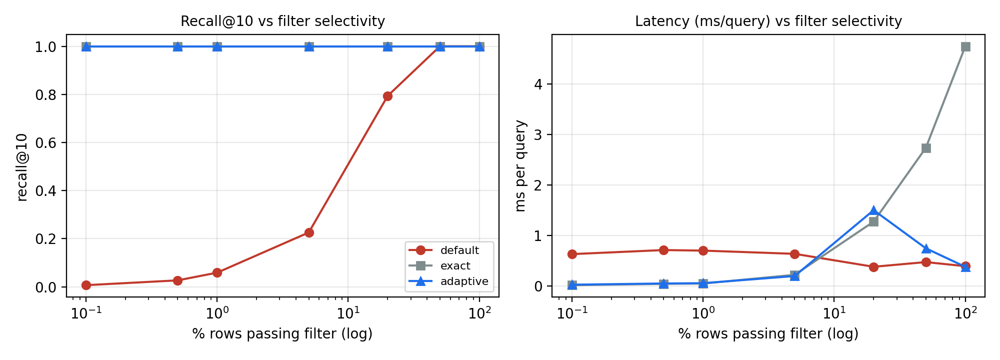 Recall@10 vs filter selectivity
recall@10
1.0
0.8
0.6
0.4
0.2
0.0
default
exact
adaptive
10⁻¹ 10⁰ 10¹ 10²
% rows passing filter (log)
Latency (ms/query) vs filter selectivity
ms per query
4
3
2
1
0
10⁻¹ 10⁰ 10¹ 10²
% rows passing filter (log)